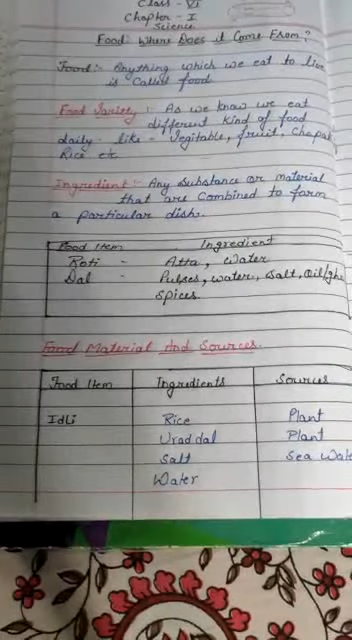 Class - VI
Chapter - I
Science
Food: Where Does it Come From?
Food:- Anything which we eat to live
is Called food.
Food Variety: As we know we eat
different kind of food
daily - like - Vegitable, fruit, Chapati
Rice etc
Ingredient:- Any Substance or material
that are Combined to form
a particular dish.
Food Item Ingredient
Roti - Atta, Water
Dal - Pulses, water, Salt, Oil/ghe
Spices.
Food Material And Sources.
Food Item Ingredients Sources
Idli Rice Plant
Urad dal Plant
Salt Sea Wate
Water